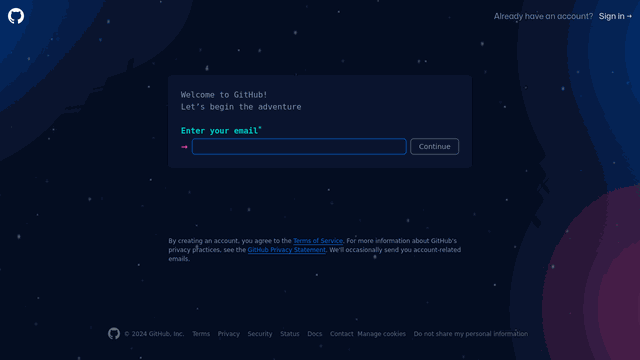 Already have an account? Sign in →
Welcome to GitHub!
Let's begin the adventure
Enter your email*
→ Continue
By creating an account, you agree to the Terms of Service. For more information about GitHub's
privacy practices, see the GitHub Privacy Statement. We'll occasionally send you account-related
emails.
© 2024 GitHub, Inc. Terms Privacy Security Status Docs Contact Manage cookies Do not share my personal information